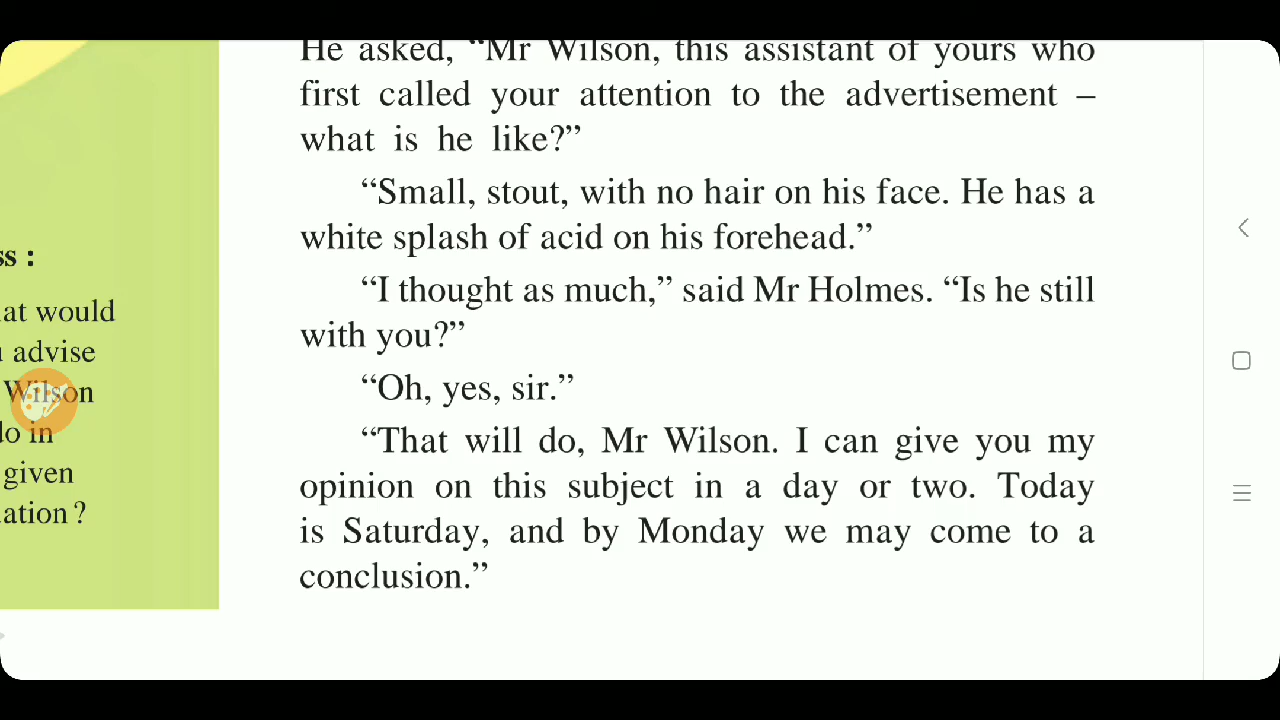 He asked, “Mr Wilson, this assistant of yours who
first called your attention to the advertisement –
what is he like?”
“Small, stout, with no hair on his face. He has a
white splash of acid on his forehead.”
“I thought as much,” said Mr Holmes. “Is he still
with you?”
“Oh, yes, sir.”
“That will do, Mr Wilson. I can give you my
opinion on this subject in a day or two. Today
is Saturday, and by Monday we may come to a
conclusion.”
ss :
at would
advise
Wilson
do in
given
ation ?